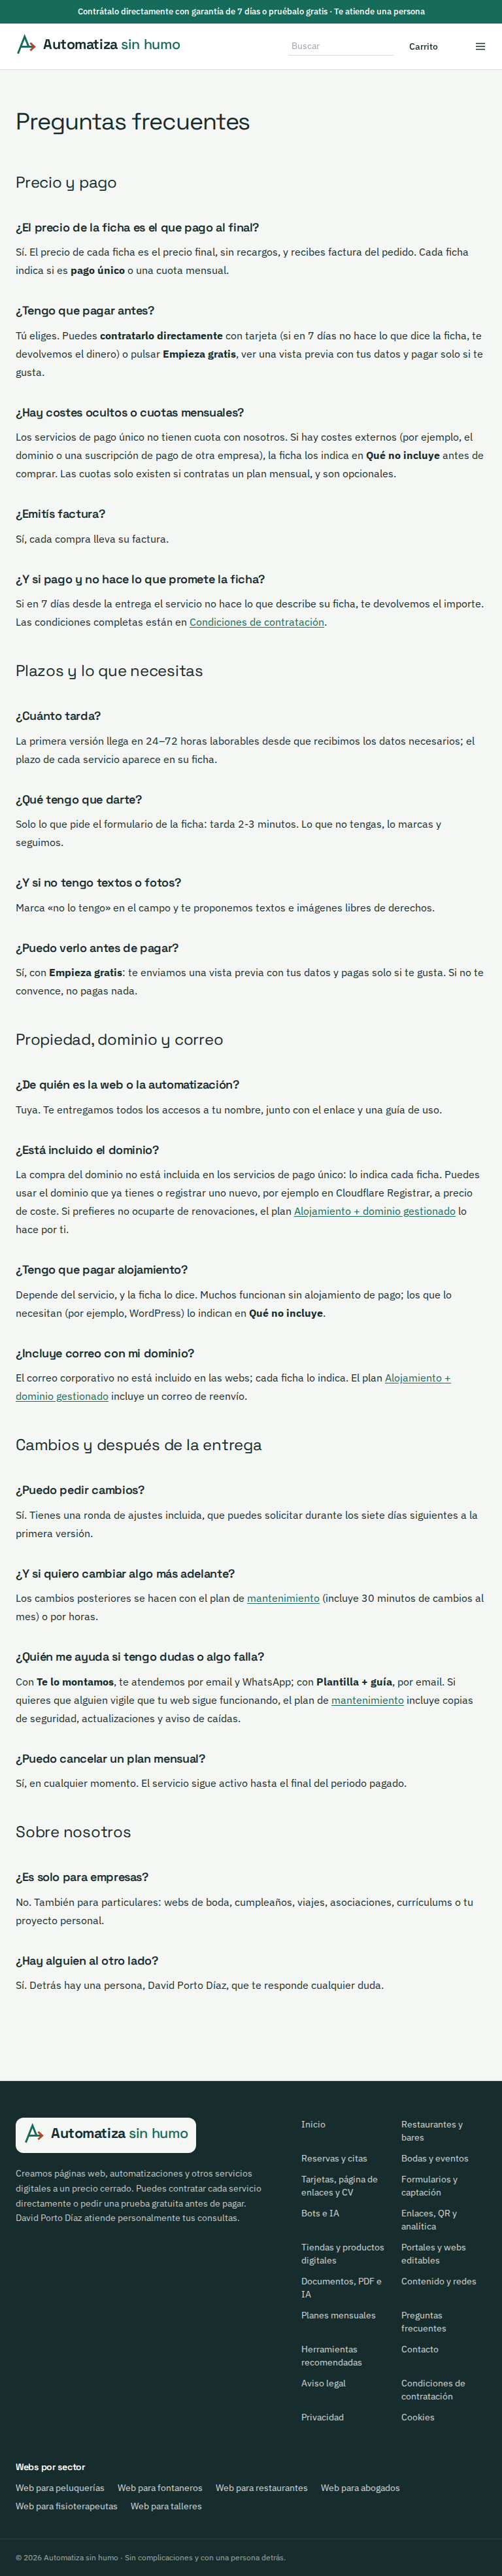 Contrátalo directamente con garantía de 7 días o pruébalo gratis · Te atiende una persona
Automatiza sin humo
Buscar
Carrito
Preguntas frecuentes
Precio y pago
¿El precio de la ficha es el que pago al final?
Sí. El precio de cada ficha es el precio final, sin recargos, y recibes factura del pedido. Cada ficha
indica si es pago único o una cuota mensual.
¿Tengo que pagar antes?
Tú eliges. Puedes contratarlo directamente con tarjeta (si en 7 días no hace lo que dice la ficha, te
devolvemos el dinero) o pulsar Empieza gratis, ver una vista previa con tus datos y pagar solo si te
gusta.
¿Hay costes ocultos o cuotas mensuales?
Los servicios de pago único no tienen cuota con nosotros. Si hay costes externos (por ejemplo, el
dominio o una suscripción de pago de otra empresa), la ficha los indica en Qué no incluye antes de
comprar. Las cuotas solo existen si contratas un plan mensual, y son opcionales.
¿Emitís factura?
Sí, cada compra lleva su factura.
¿Y si pago y no hace lo que promete la ficha?
Si en 7 días desde la entrega el servicio no hace lo que describe su ficha, te devolvemos el importe.
Las condiciones completas están en Condiciones de contratación.
Plazos y lo que necesitas
¿Cuánto tarda?
La primera versión llega en 24–72 horas laborables desde que recibimos los datos necesarios; el
plazo de cada servicio aparece en su ficha.
¿Qué tengo que darte?
Solo lo que pide el formulario de la ficha: tarda 2-3 minutos. Lo que no tengas, lo marcas y
seguimos.
¿Y si no tengo textos o fotos?
Marca «no lo tengo» en el campo y te proponemos textos e imágenes libres de derechos.
¿Puedo verlo antes de pagar?
Sí, con Empieza gratis: te enviamos una vista previa con tus datos y pagas solo si te gusta. Si no te
convence, no pagas nada.
Propiedad, dominio y correo
¿De quién es la web o la automatización?
Tuya. Te entregamos todos los accesos a tu nombre, junto con el enlace y una guía de uso.
¿Está incluido el dominio?
La compra del dominio no está incluida en los servicios de pago único: lo indica cada ficha. Puedes
usar el dominio que ya tienes o registrar uno nuevo, por ejemplo en Cloudflare Registrar, a precio
de coste. Si prefieres no ocuparte de renovaciones, el plan Alojamiento + dominio gestionado lo
hace por ti.
¿Tengo que pagar alojamiento?
Depende del servicio, y la ficha lo dice. Muchos funcionan sin alojamiento de pago; los que lo
necesitan (por ejemplo, WordPress) lo indican en Qué no incluye.
¿Incluye correo con mi dominio?
El correo corporativo no está incluido en las webs; cada ficha lo indica. El plan Alojamiento +
dominio gestionado incluye un correo de reenvío.
Cambios y después de la entrega
¿Puedo pedir cambios?
Sí. Tienes una ronda de ajustes incluida, que puedes solicitar durante los siete días siguientes a la
primera versión.
¿Y si quiero cambiar algo más adelante?
Los cambios posteriores se hacen con el plan de mantenimiento (incluye 30 minutos de cambios al
mes) o por horas.
¿Quién me ayuda si tengo dudas o algo falla?
Con Te lo montamos, te atendemos por email y WhatsApp; con Plantilla + guía, por email. Si
quieres que alguien vigile que tu web sigue funcionando, el plan de mantenimiento incluye copias
de seguridad, actualizaciones y aviso de caídas.
¿Puedo cancelar un plan mensual?
Sí, en cualquier momento. El servicio sigue activo hasta el final del periodo pagado.
Sobre nosotros
¿Es solo para empresas?
No. También para particulares: webs de boda, cumpleaños, viajes, asociaciones, currículums o tu
proyecto personal.
¿Hay alguien al otro lado?
Sí. Detrás hay una persona, David Porto Díaz, que te responde cualquier duda.
Automatiza sin humo
Creamos páginas web, automatizaciones y otros servicios
digitales a un precio cerrado. Puedes contratar cada servicio
directamente o pedir una prueba gratuita antes de pagar.
David Porto Díaz atiende personalmente tus consultas.
Inicio
Restaurantes y
bares
Reservas y citas
Bodas y eventos
Tarjetas, página de
enlaces y CV
Formularios y
captación
Bots e IA
Enlaces, QR y
analítica
Tiendas y productos
digitales
Portales y webs
editables
Documentos, PDF e
IA
Contenido y redes
Planes mensuales
Preguntas
frecuentes
Herramientas
recomendadas
Contacto
Aviso legal
Condiciones de
contratación
Privacidad
Cookies
Webs por sector
Web para peluquerías
Web para fontaneros
Web para restaurantes
Web para abogados
Web para fisioterapeutas
Web para talleres
© 2026 Automatiza sin humo · Sin complicaciones y con una persona detrás.